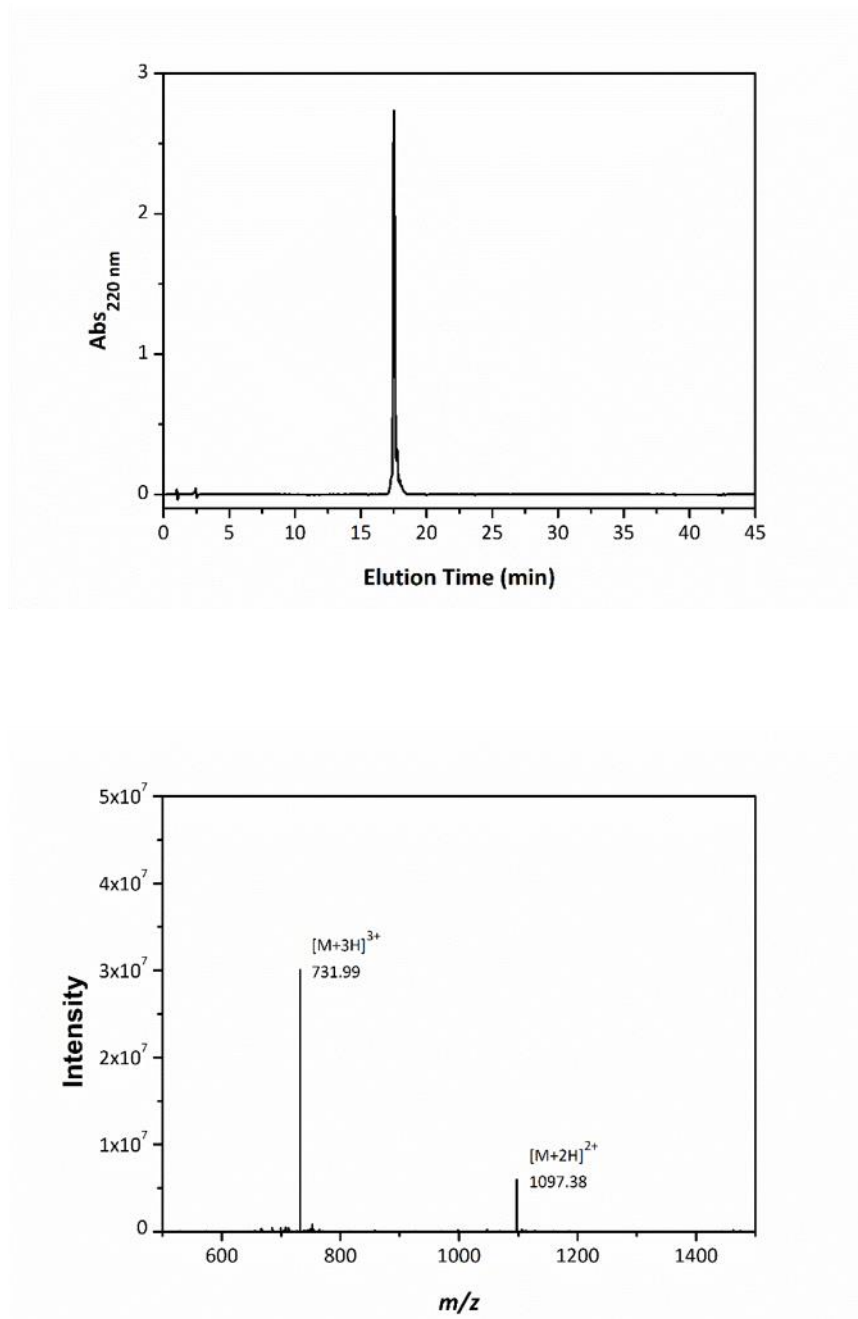 3
2
1
0
Abs220 nm
0 5 10 15 20 25 30 35 40 45
Elution Time (min)
5x10^7
4x10^7
3x10^7
2x10^7
1x10^7
0
Intensity
[M+3H]^3+
731.99
[M+2H]^2+
1097.38
600 800 1000 1200 1400
m/z